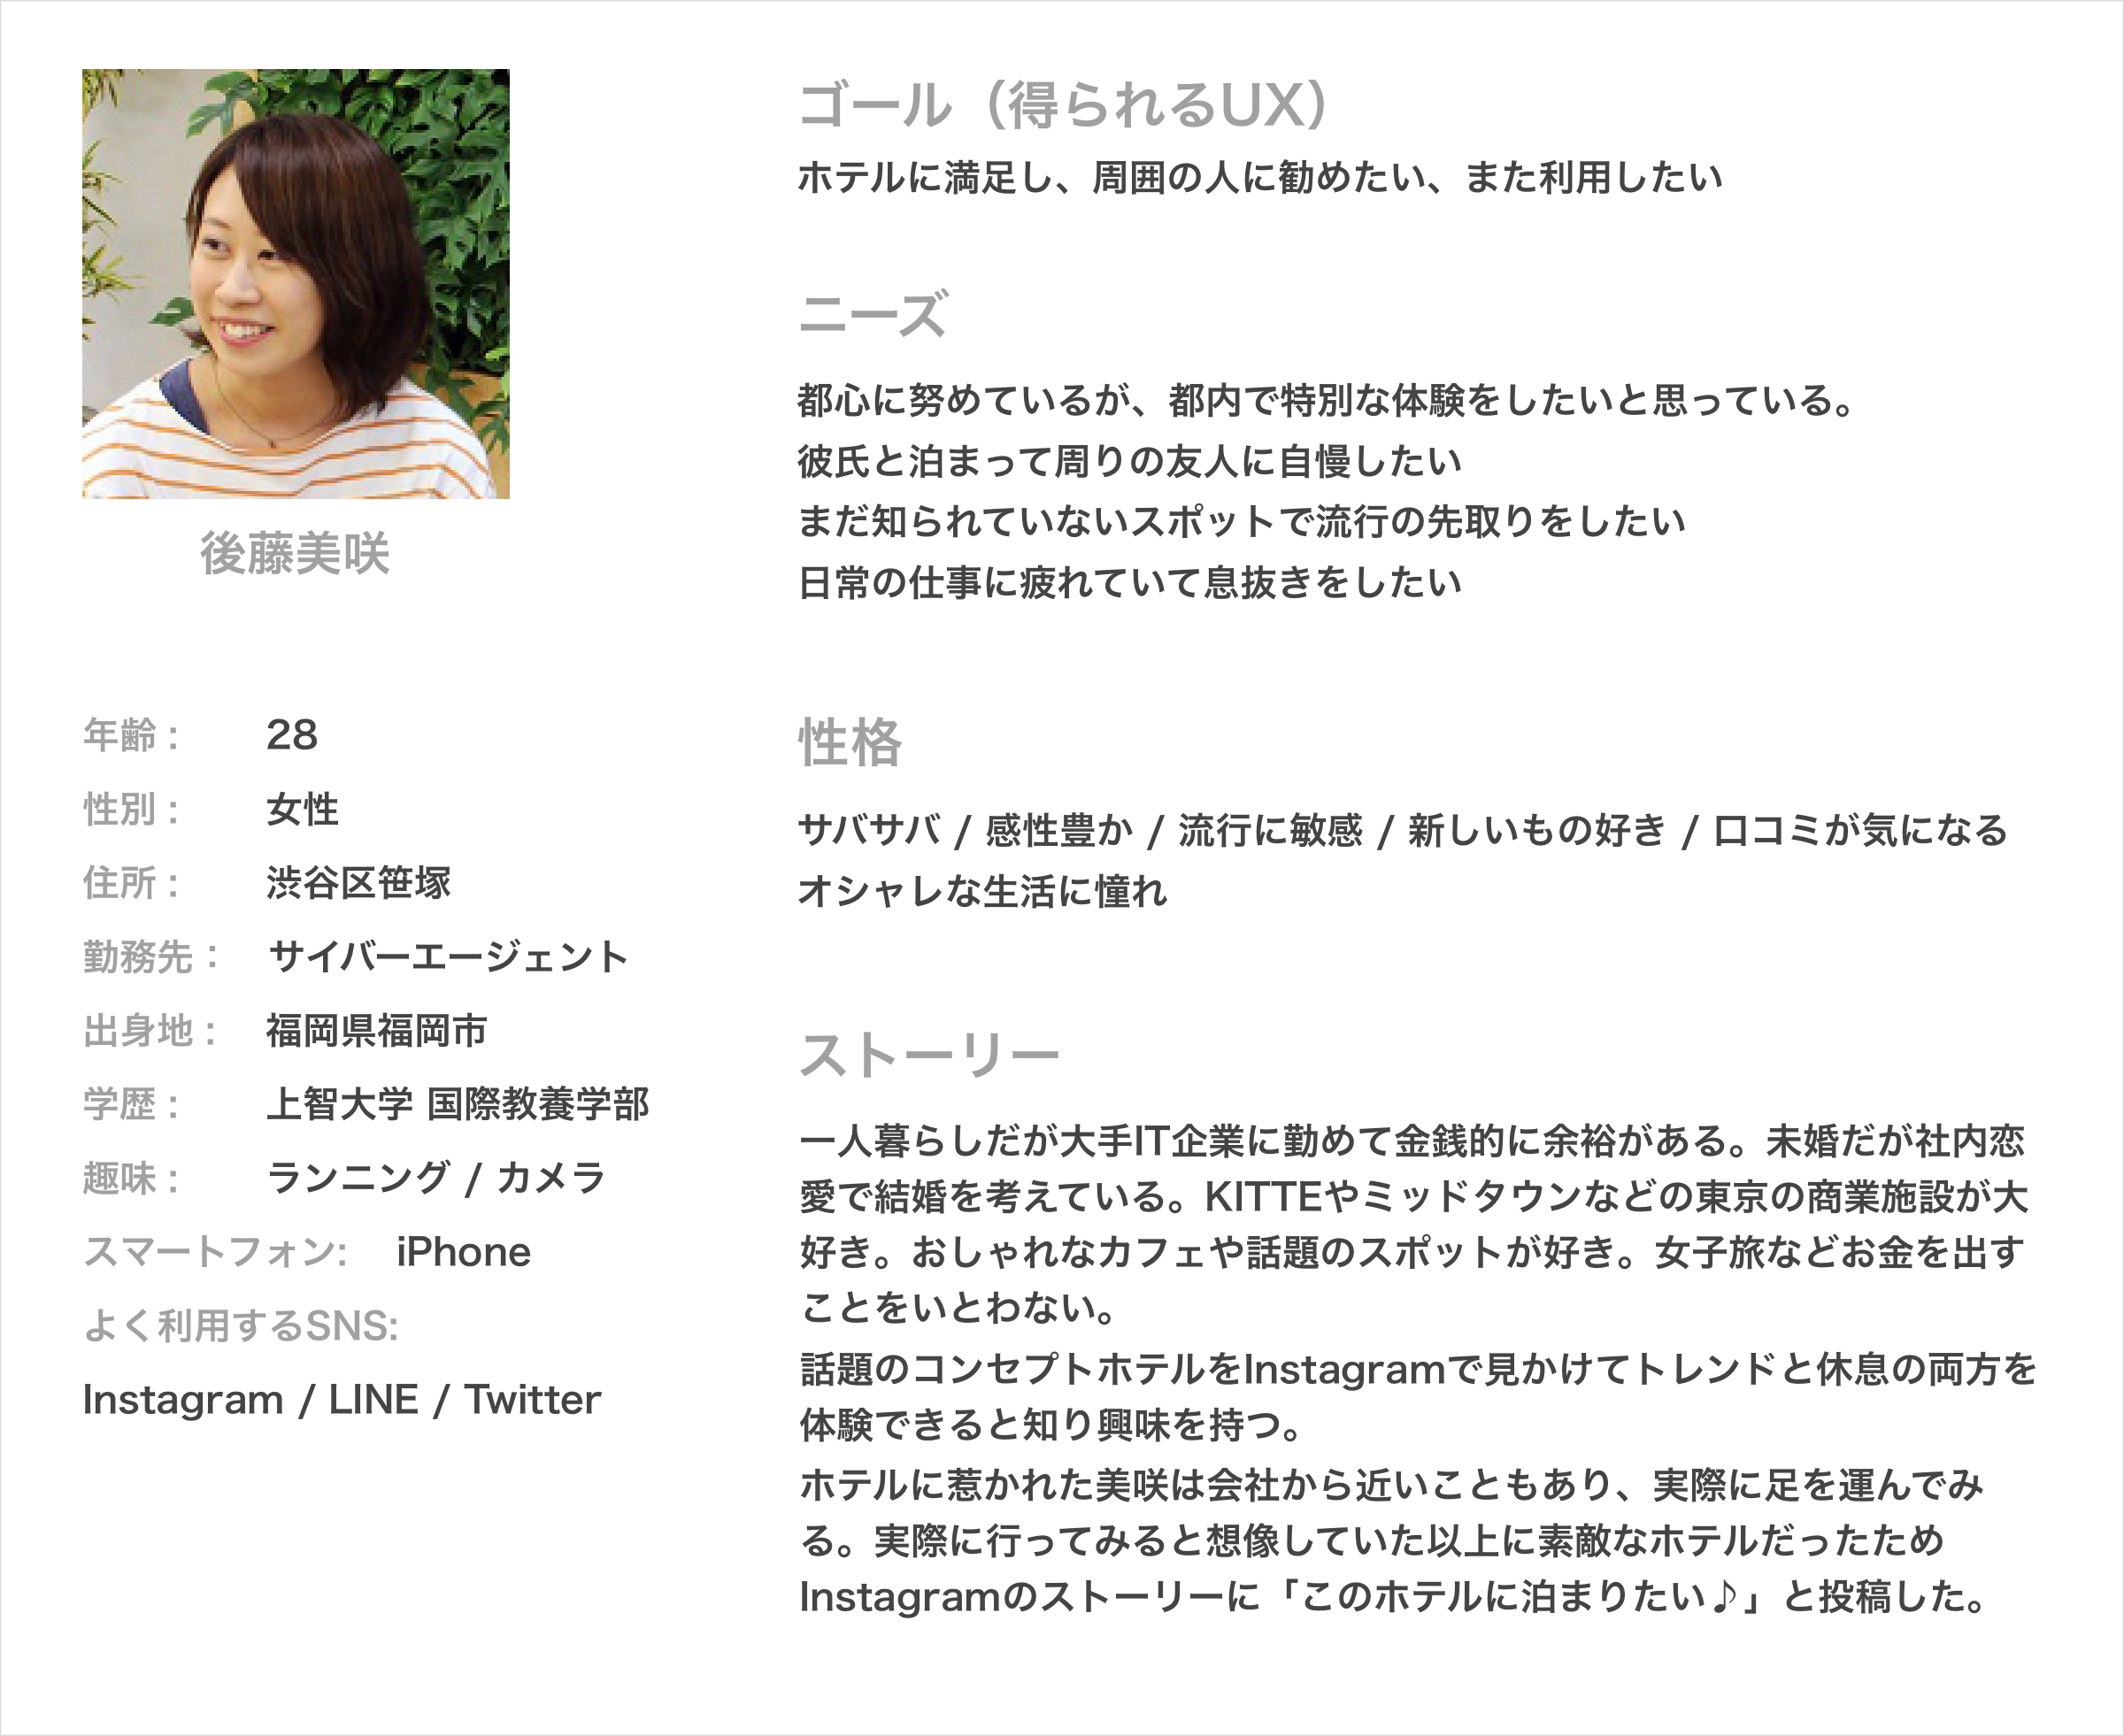 後藤美咲
年齢： 28
性別： 女性
住所： 渋谷区笹塚
勤務先： サイバーエージェント
出身地： 福岡県福岡市
学歴： 上智大学 国際教養学部
趣味： ランニング / カメラ
スマートフォン: iPhone
よく利用するSNS:
Instagram / LINE / Twitter
ゴール（得られるUX）
ホテルに満足し、周囲の人に勧めたい、また利用したい
ニーズ
都心に努めているが、都内で特別な体験をしたいと思っている。
彼氏と泊まって周りの友人に自慢したい
まだ知られていないスポットで流行の先取りをしたい
日常の仕事に疲れていて息抜きをしたい
性格
サバサバ / 感性豊か / 流行に敏感 / 新しいもの好き / 口コミが気になる
オシャレな生活に憧れ
ストーリー
一人暮らしだが大手IT企業に勤めて金銭的に余裕がある。未婚だが社内恋
愛で結婚を考えている。KITTEやミッドタウンなどの東京の商業施設が大
好き。おしゃれなカフェや話題のスポットが好き。女子旅などお金を出す
ことをいとわない。
話題のコンセプトホテルをInstagramで見かけてトレンドと休息の両方を
体験できると知り興味を持つ。
ホテルに惹かれた美咲は会社から近いこともあり、実際に足を運んでみ
る。実際に行ってみると想像していた以上に素敵なホテルだったため
Instagramのストーリーに「このホテルに泊まりたい♪」と投稿した。